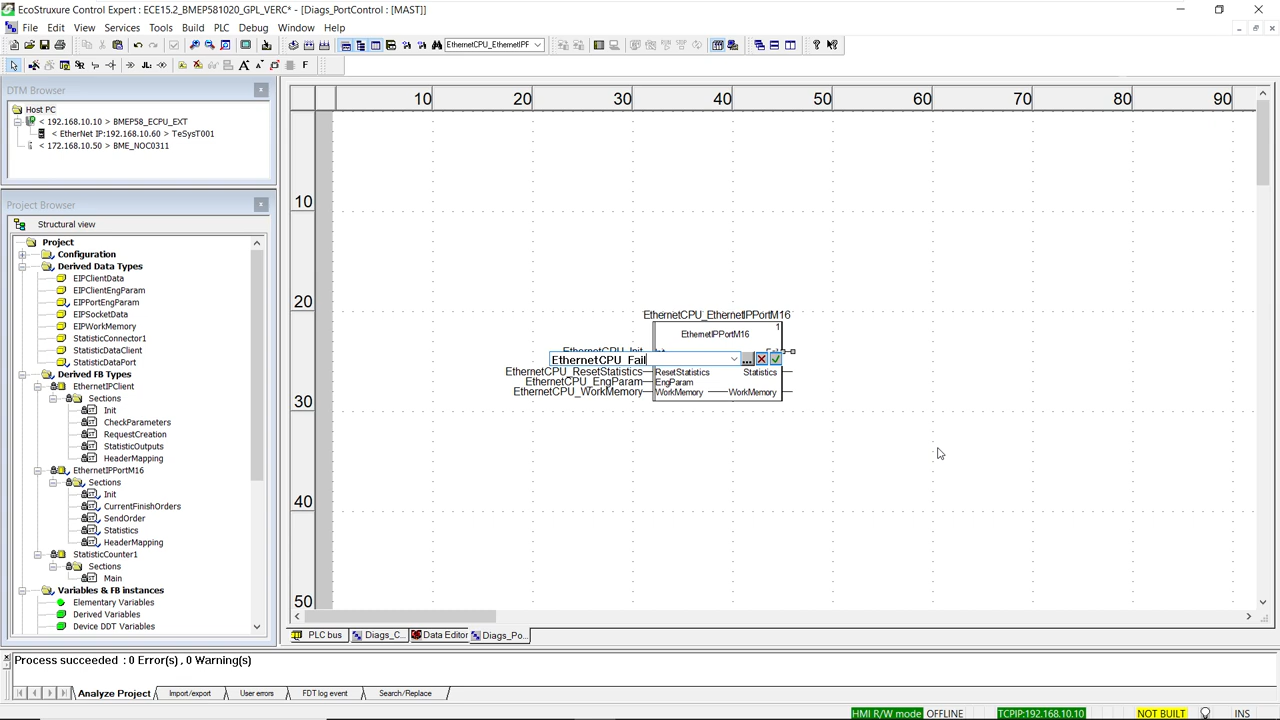 EcoStruxure Control Expert : ECE15.2_BMEP581020_GPL_VERC* - [Diags_PortControl : [MAST]]
File Edit View Services Tools Build PLC Debug Window Help
EthernetCPU_EthernetIPF
DTM Browser
Host PC
< 192.168.10.10 > BMEP58_ECPU_EXT
< EtherNet IP:192.168.10.60 > TeSysT001
< 172.168.10.50 > BME_NOC0311
Project Browser
Structural view
Project
Configuration
Derived Data Types
EIPClientData
EIPClientEngParam
EIPPortEngParam
EIPSocketData
EIPWorkMemory
StatisticConnector1
StatisticDataClient
StatisticDataPort
Derived FB Types
EthernetIPClient
Sections
Init
CheckParameters
RequestCreation
StatisticOutputs
HeaderMapping
EthernetIPPortM16
Sections
Init
CurrentFinishOrders
SendOrder
Statistics
HeaderMapping
StatisticCounter1
Sections
Main
Variables & FB instances
Elementary Variables
Derived Variables
Device DDT Variables
10 20 30 40 50 60 70 80 90
10
20
30
40
50
EthernetCPU_EthernetIPPortM16
1
EthernetIPPortM16
EthernetCPU_Fail
EthernetCPU_ResetStatistics ResetStatistics Statistics
EthernetCPU_EngParam EngParam
EthernetCPU_WorkMemory WorkMemory WorkMemory
PLC bus Diags_C... Data Editor Diags_Po...
Process succeeded : 0 Error(s) , 0 Warning(s)
Analyze Project Import/export User errors FDT log event Search/Replace
HMI R/W mode OFFLINE TCPIP:192.168.10.10 NOT BUILT INS